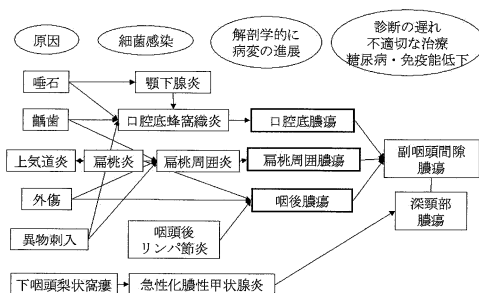 原因
細菌感染
解剖学的に
病変の進展
診断の遅れ
不適切な治療
糖尿病・免疫能低下
唾石
顎下腺炎
齲歯
口腔底蜂窩織炎
口腔底膿瘍
上気道炎
扁桃炎
扁桃周囲炎
扁桃周囲膿瘍
副咽頭間隙
膿瘍
外傷
咽後膿瘍
深頸部
膿瘍
異物刺入
咽頭後
リンパ節炎
下咽頭梨状窩瘻
急性化膿性甲状腺炎